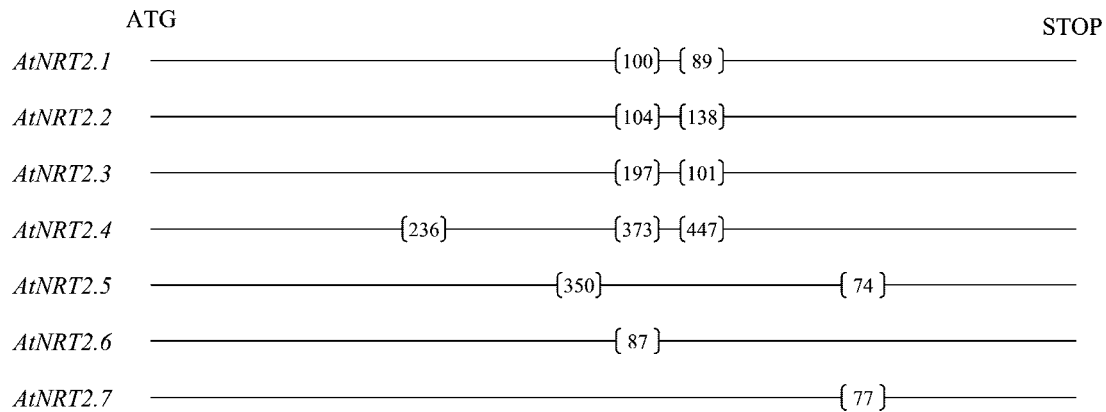 ATG
STOP
AtNRT2.1 {100} {89}
AtNRT2.2 {104} {138}
AtNRT2.3 {197} {101}
AtNRT2.4 {236} {373} {447}
AtNRT2.5 {350} {74}
AtNRT2.6 {87}
AtNRT2.7 {77}